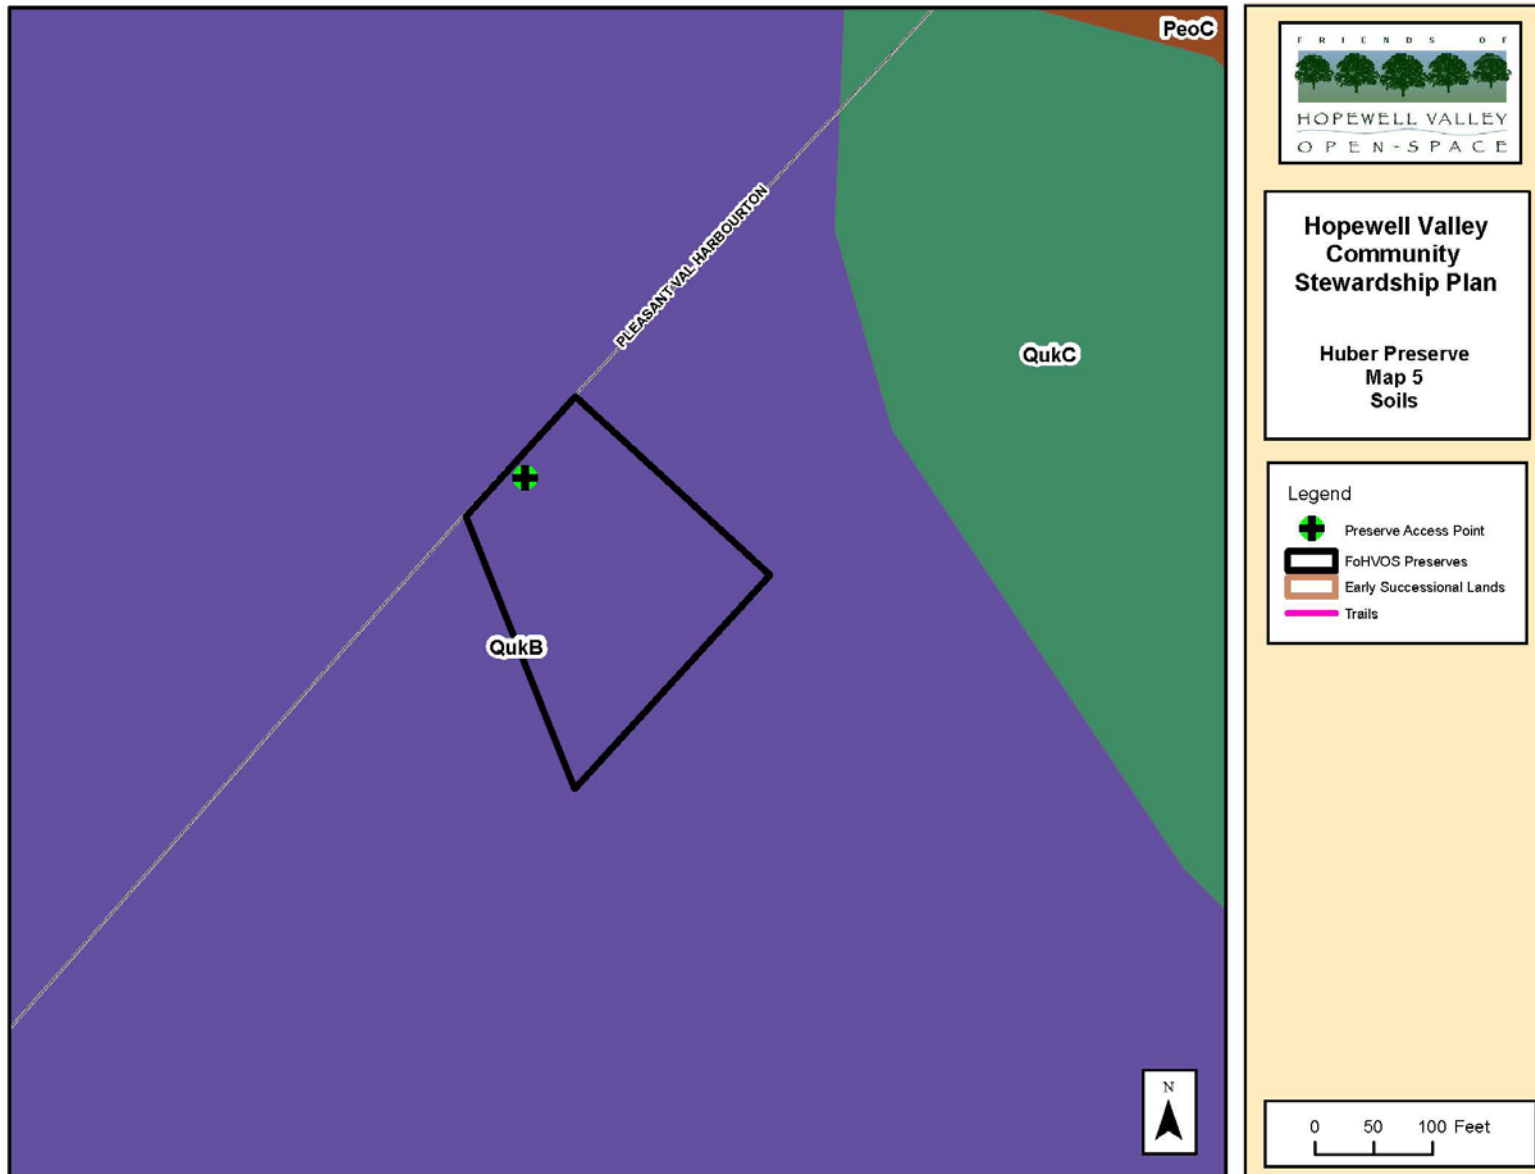 PeoC
PLEASANT VAL HARBOURTON
QukC
QukB
N
FRIENDS OF
HOPEWELL VALLEY
OPEN-SPACE
Hopewell Valley
Community
Stewardship Plan
Huber Preserve
Map 5
Soils
Legend
Preserve Access Point
FoHVOS Preserves
Early Successional Lands
Trails
0 50 100 Feet